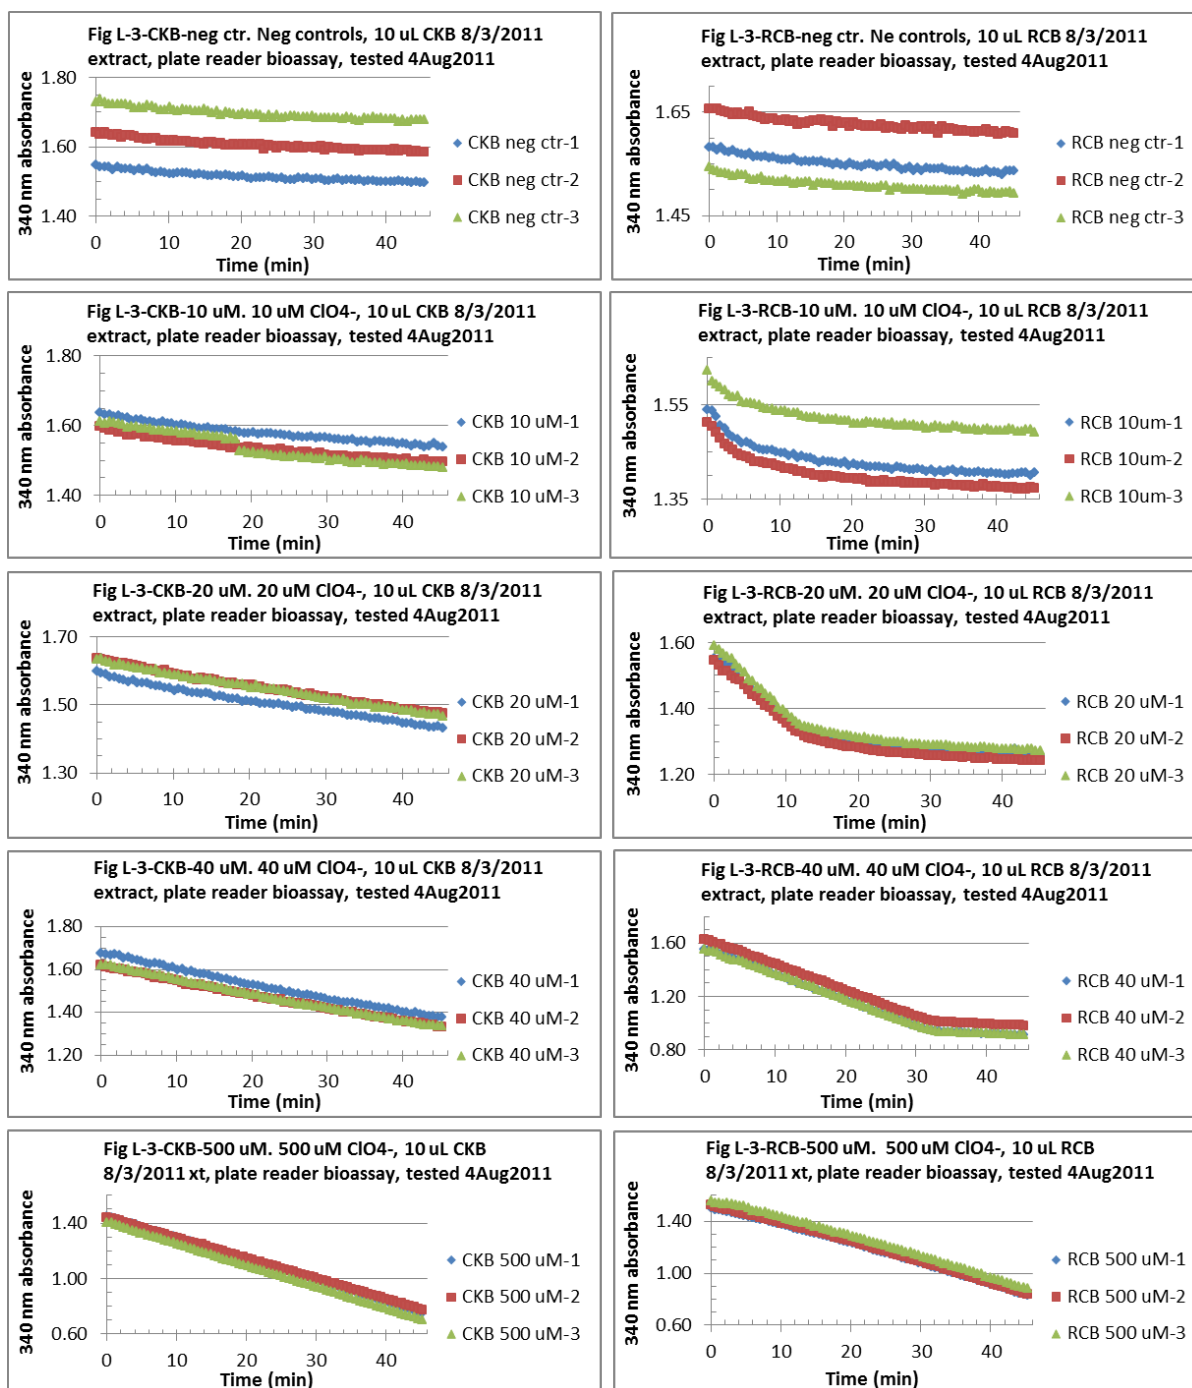 Fig L-3-CKB-neg ctr. Neg controls, 10 uL CKB 8/3/2011
extract, plate reader bioassay, tested 4Aug2011
340 nm absorbance
1.80
1.60
1.40
0 10 20 30 40
Time (min)
CKB neg ctr-1
CKB neg ctr-2
CKB neg ctr-3
Fig L-3-RCB-neg ctr. Ne controls, 10 uL RCB 8/3/2011
extract, plate reader bioassay, tested 4Aug2011
340 nm absorbance
1.65
1.45
0 10 20 30 40
Time (min)
RCB neg ctr-1
RCB neg ctr-2
RCB neg ctr-3
Fig L-3-CKB-10 uM. 10 uM ClO4-, 10 uL CKB 8/3/2011
extract, plate reader bioassay, tested 4Aug2011
340 nm absorbance
1.80
1.60
1.40
0 10 20 30 40
Time (min)
CKB 10 uM-1
CKB 10 uM-2
CKB 10 uM-3
Fig L-3-RCB-10 uM. 10 uM ClO4-, 10 uL RCB 8/3/2011
extract, plate reader bioassay, tested 4Aug2011
340 nm absorbance
1.55
1.35
0 10 20 30 40
Time (min)
RCB 10um-1
RCB 10um-2
RCB 10um-3
Fig L-3-CKB-20 uM. 20 uM ClO4-, 10 uL CKB 8/3/2011
extract, plate reader bioassay, tested 4Aug2011
340 nm absorbance
1.70
1.50
1.30
0 10 20 30 40
Time (min)
CKB 20 uM-1
CKB 20 uM-2
CKB 20 uM-3
Fig L-3-RCB-20 uM. 20 uM ClO4-, 10 uL RCB 8/3/2011
extract, plate reader bioassay, tested 4Aug2011
340 nm absorbance
1.60
1.40
1.20
0 10 20 30 40
Time (min)
RCB 20 uM-1
RCB 20 uM-2
RCB 20 uM-3
Fig L-3-CKB-40 uM. 40 uM ClO4-, 10 uL CKB 8/3/2011
extract, plate reader bioassay, tested 4Aug2011
340 nm absorbance
1.80
1.60
1.40
1.20
0 10 20 30 40
Time (min)
CKB 40 uM-1
CKB 40 uM-2
CKB 40 uM-3
Fig L-3-RCB-40 uM. 40 uM ClO4-, 10 uL RCB 8/3/2011
extract, plate reader bioassay, tested 4Aug2011
340 nm absorbance
1.60
1.20
0.80
0 10 20 30 40
Time (min)
RCB 40 uM-1
RCB 40 uM-2
RCB 40 uM-3
Fig L-3-CKB-500 uM. 500 uM ClO4-, 10 uL CKB
8/3/2011 xt, plate reader bioassay, tested 4Aug2011
340 nm absorbance
1.40
1.00
0.60
0 10 20 30 40
Time (min)
CKB 500 uM-1
CKB 500 uM-2
CKB 500 uM-3
Fig L-3-RCB-500 uM. 500 uM ClO4-, 10 uL RCB
8/3/2011 xt, plate reader bioassay, tested 4Aug2011
340 nm absorbance
1.40
1.00
0.60
0 10 20 30 40
Time (min)
RCB 500 uM-1
RCB 500 uM-2
RCB 500 uM-3